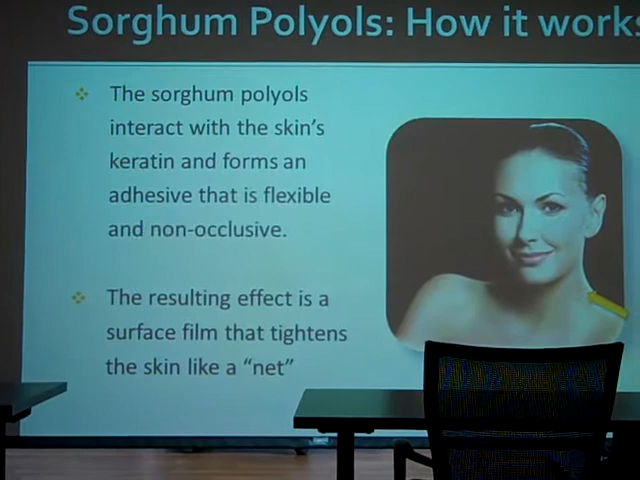 Sorghum Polyols: How it works
The sorghum polyols
interact with the skin's
keratin and forms an
adhesive that is flexible
and non-occlusive.
The resulting effect is a
surface film that tightens
the skin like a "net"